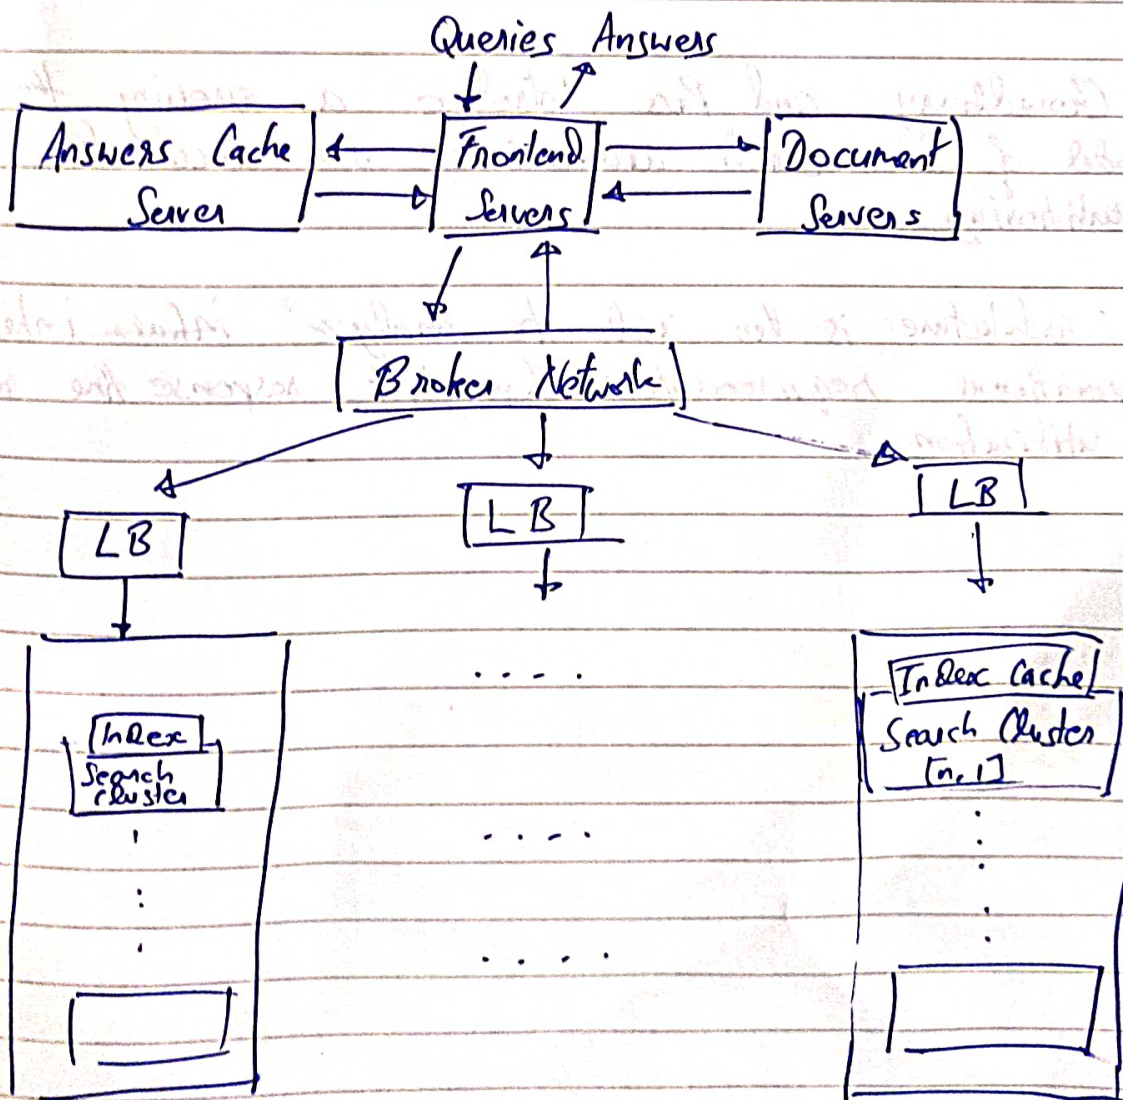 Queries Answers
Answers Cache
Server
Frontend
Servers
Document
Servers
Broker Network
LB
LB
LB
Index
Search
Cluster
Index Cache
Search Cluster
[n, 1]